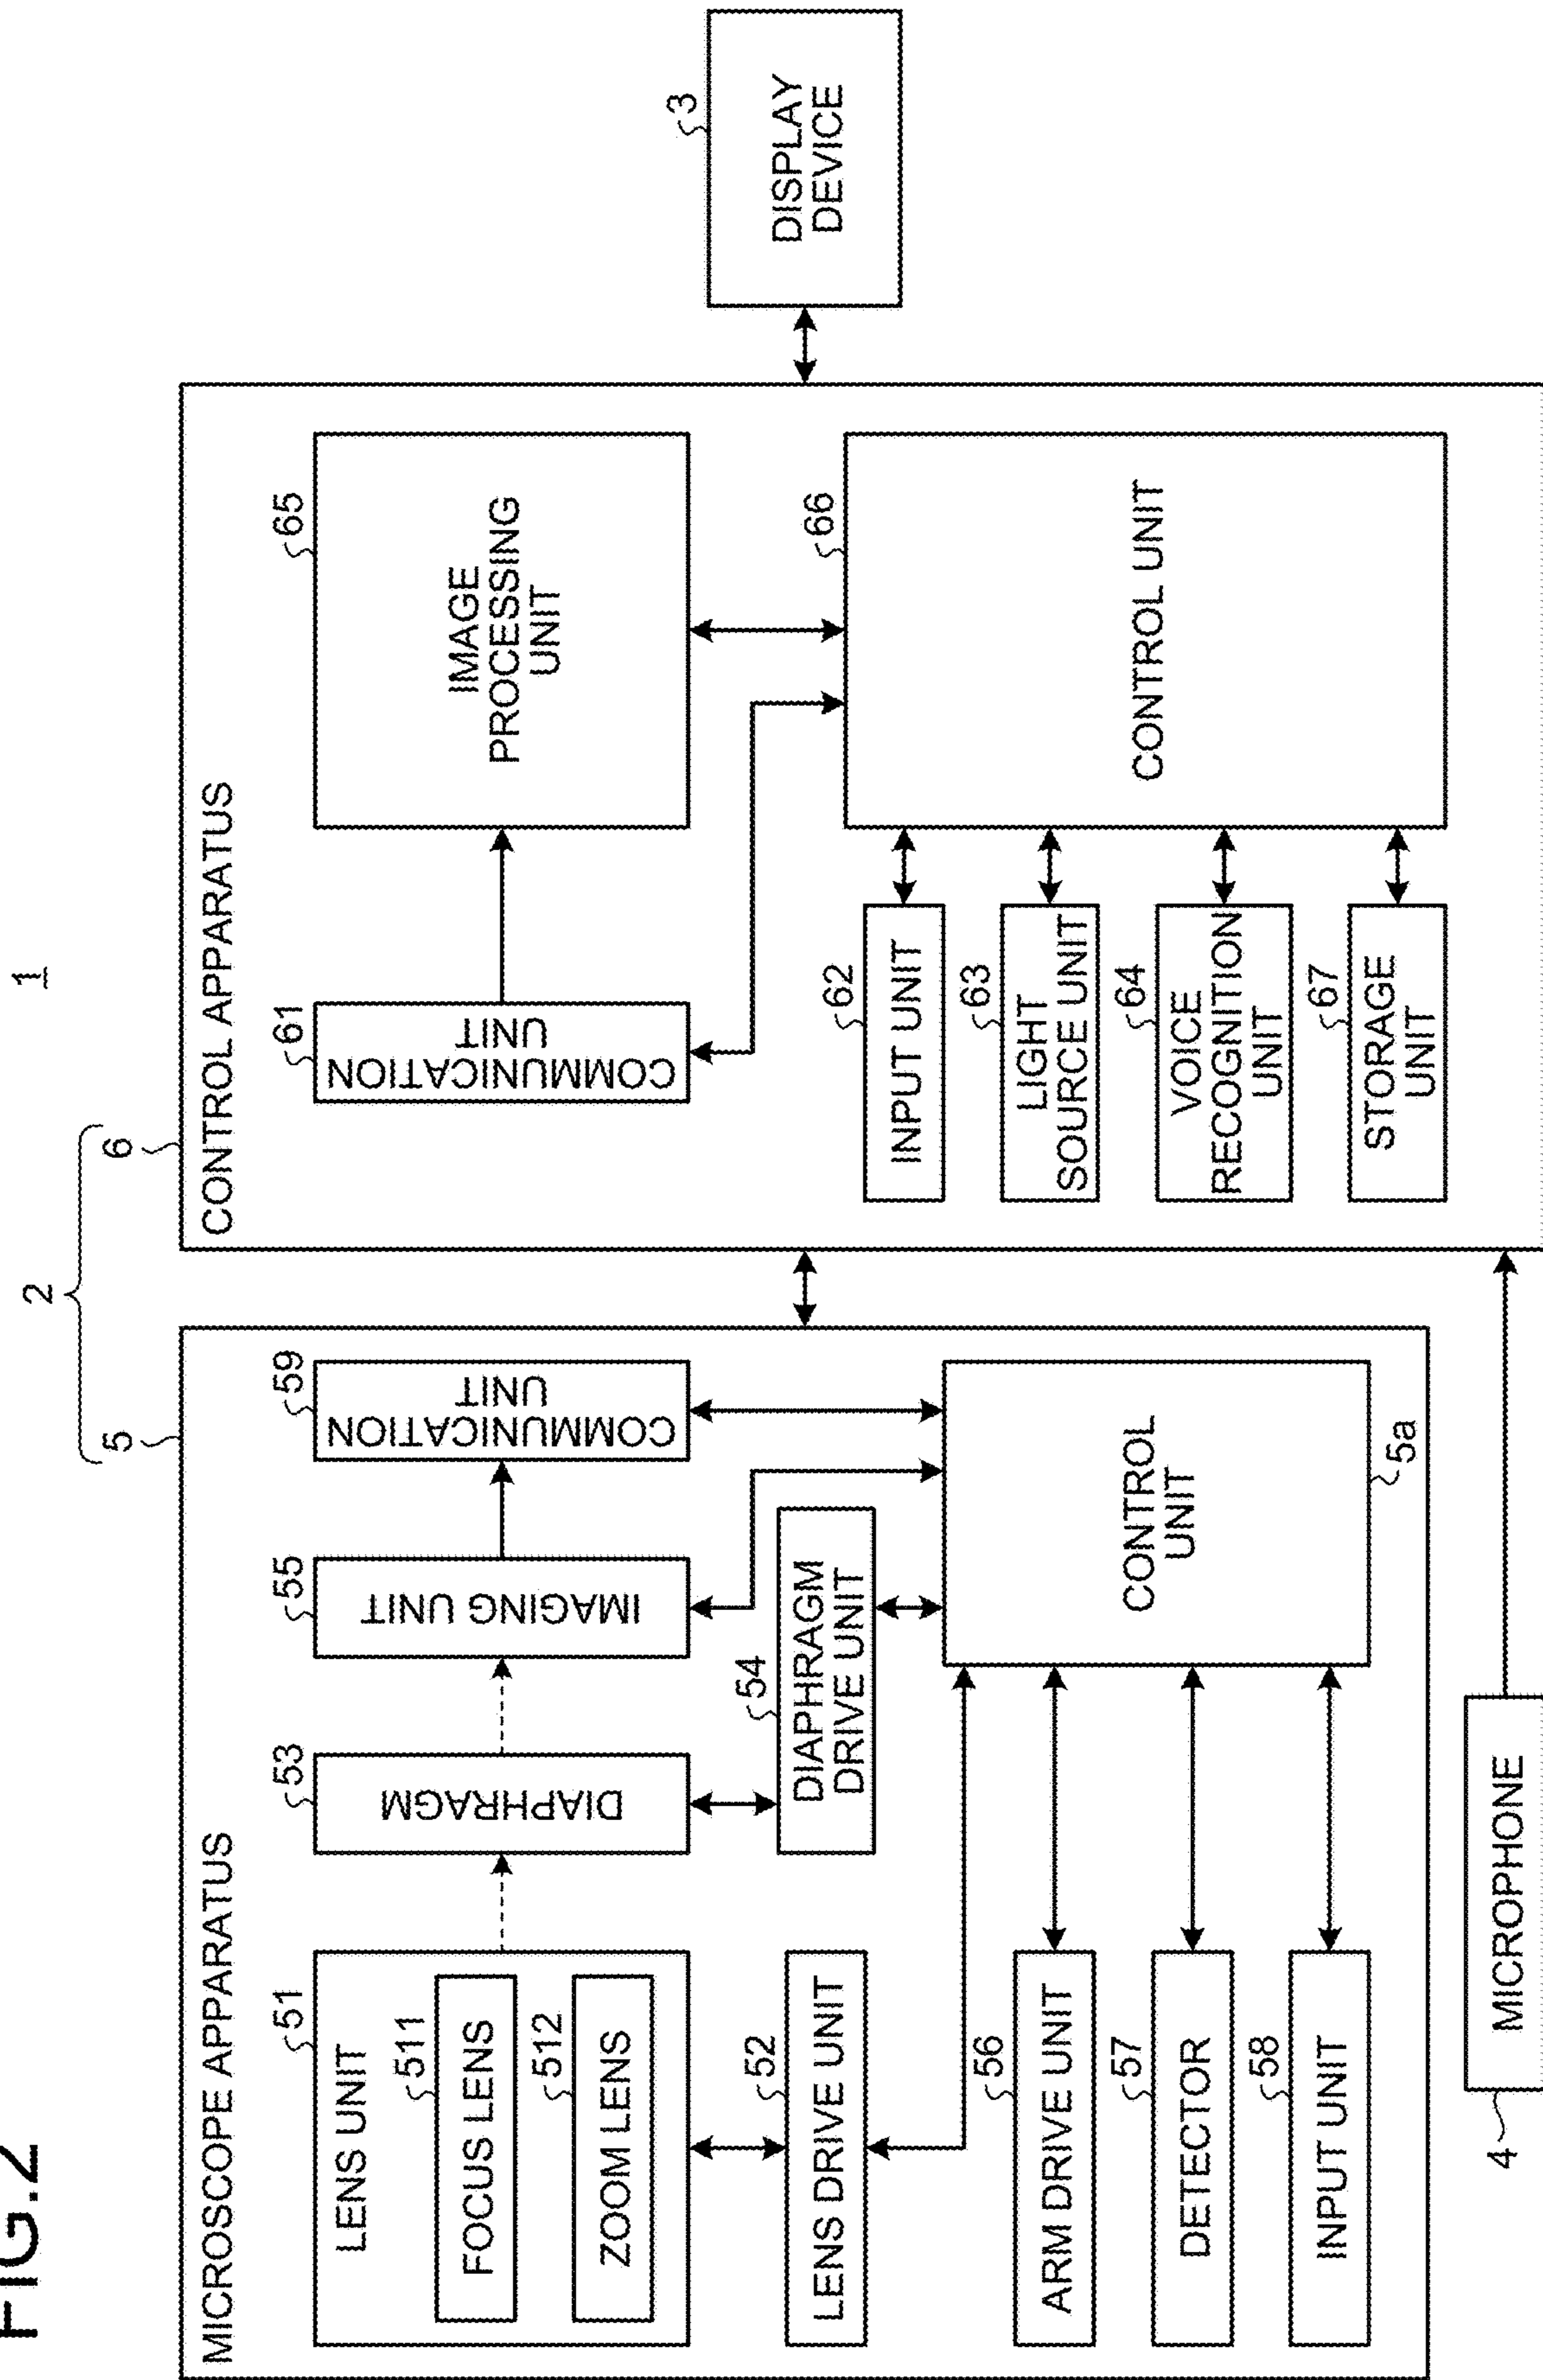 FIG.2
1
2
5
MICROSCOPE APPARATUS
51
LENS UNIT
511
FOCUS LENS
512
ZOOM LENS
52
LENS DRIVE UNIT
53
DIAPHRAGM
54
DIAPHRAGM
DRIVE UNIT
55
IMAGING UNIT
59
COMMUNICATION
UNIT
56
ARM DRIVE UNIT
57
DETECTOR
58
INPUT UNIT
CONTROL
UNIT
5a
4
MICROPHONE
6
CONTROL APPARATUS
61
COMMUNICATION
UNIT
65
IMAGE
PROCESSING
UNIT
62
INPUT UNIT
63
LIGHT
SOURCE UNIT
64
VOICE
RECOGNITION
UNIT
67
STORAGE
UNIT
66
CONTROL UNIT
3
DISPLAY
DEVICE